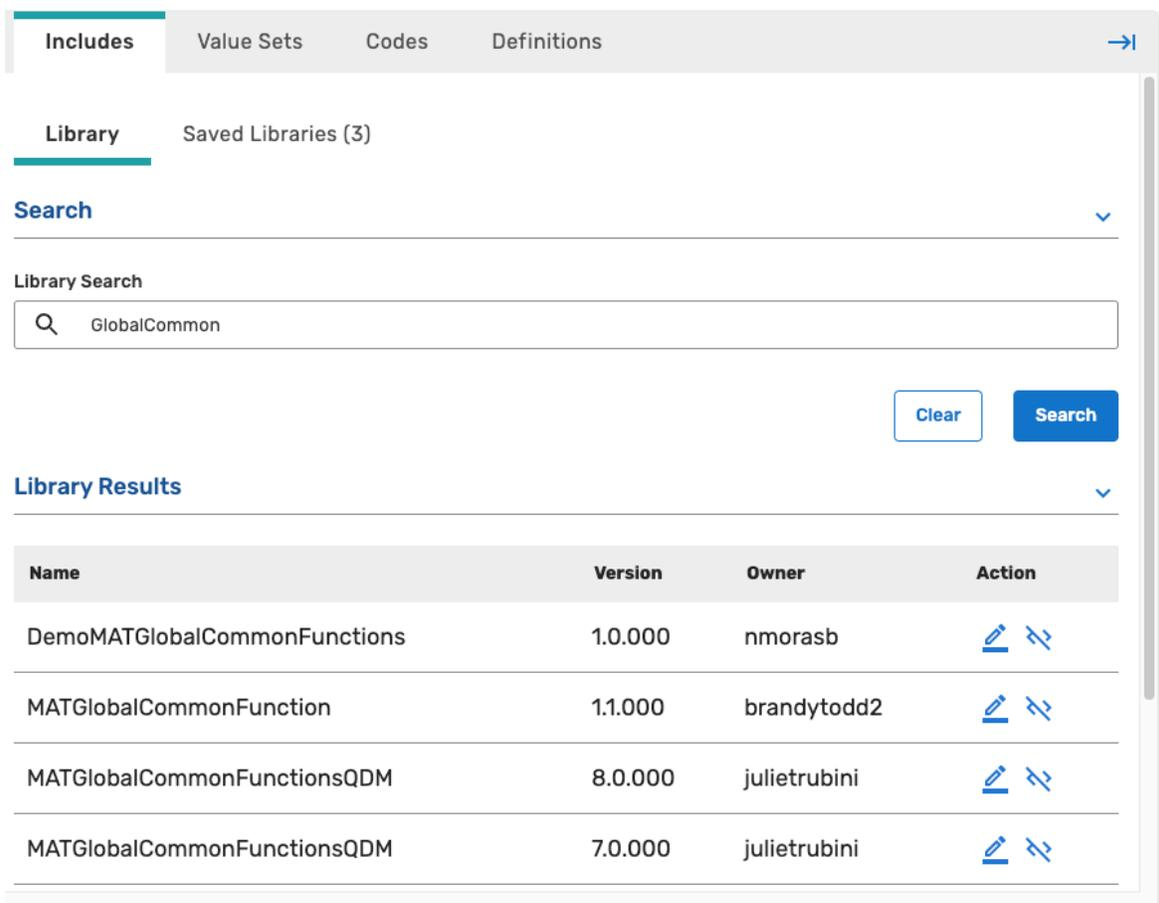 Includes Value Sets Codes Definitions
Library Saved Libraries (3)
Search
Library Search
GlobalCommon
Clear Search
Library Results
Name Version Owner Action
DemoMATGlobalCommonFunctions 1.0.000 nmorasb
MATGlobalCommonFunction 1.1.000 brandytodd2
MATGlobalCommonFunctionsQDM 8.0.000 julietrubini
MATGlobalCommonFunctionsQDM 7.0.000 julietrubini